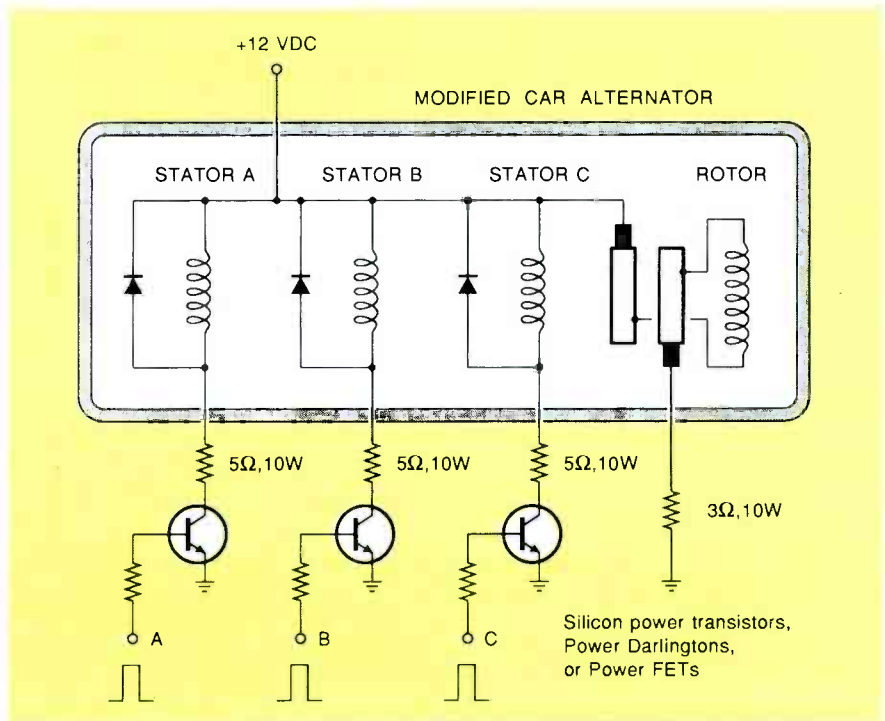 +12 VDC
MODIFIED CAR ALTERNATOR
STATOR A STATOR B STATOR C ROTOR
5Ω,10W 5Ω,10W 5Ω,10W 3Ω,10W
A B C
Silicon power transistors,
Power Darlingtons,
or Power FETs